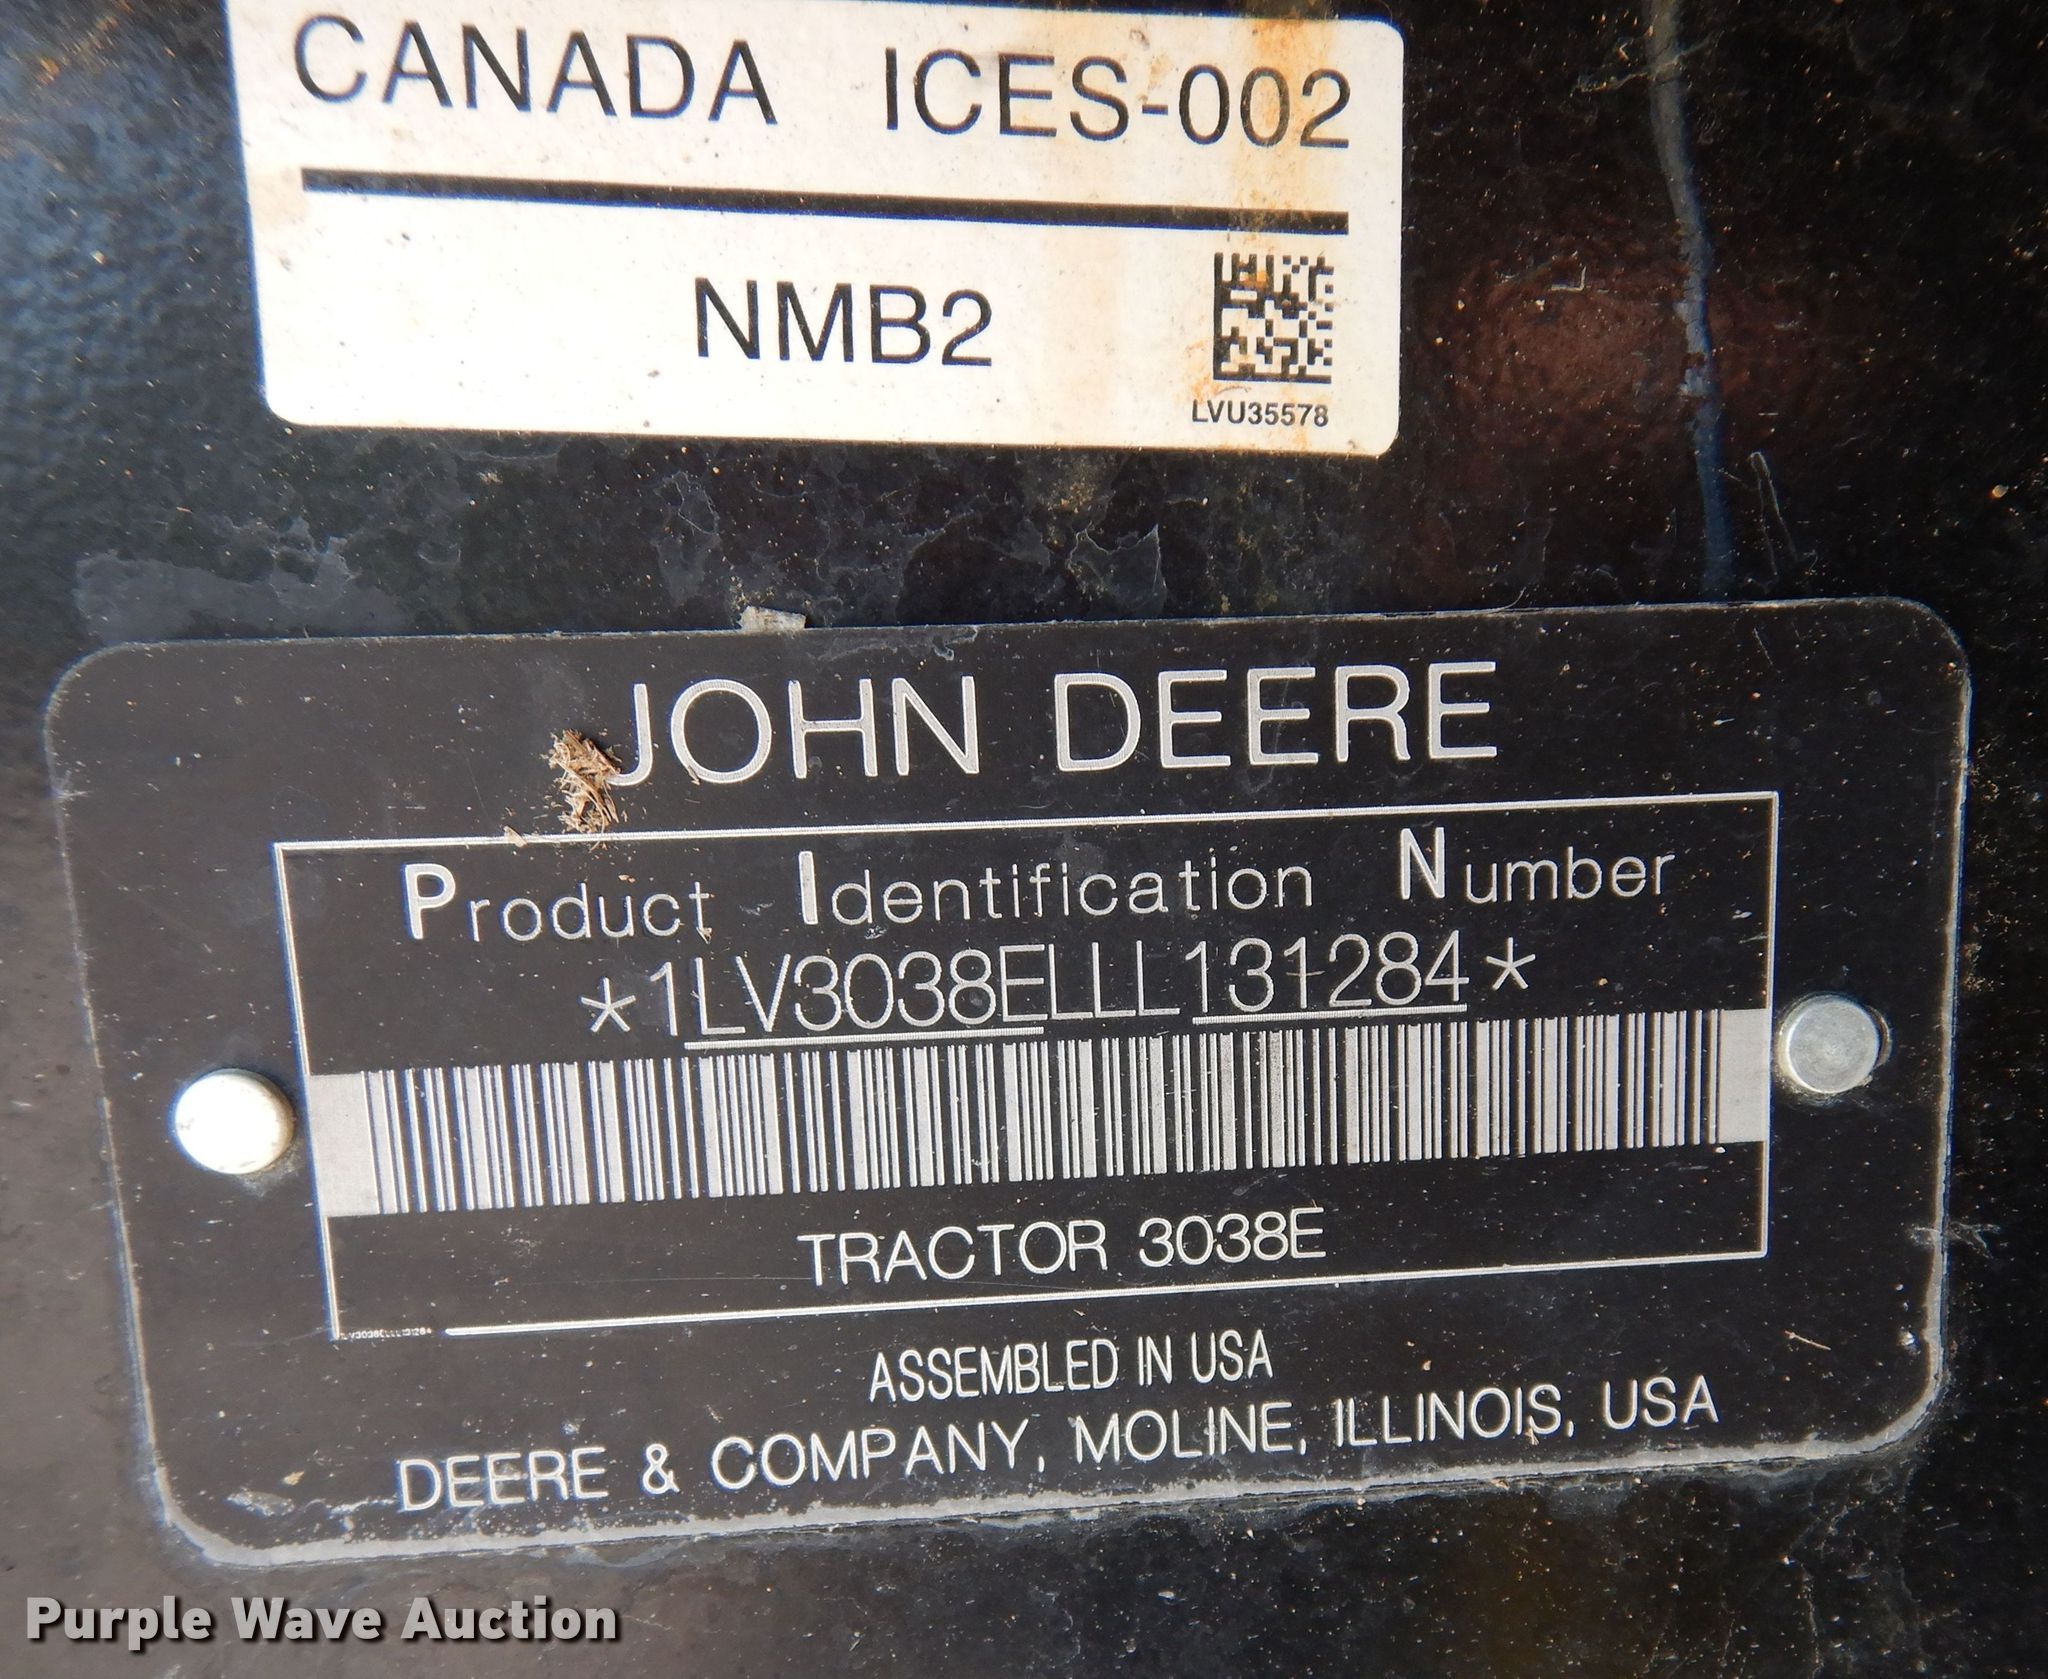 CANADA ICES-002
NMB2
LVU35578
JOHN DEERE
Product Identification Number
*1LV3038ELLL131284*
TRACTOR 3038E
LV3038ELLL131284
ASSEMBLED IN USA
DEERE & COMPANY, MOLINE, ILLINOIS, USA
Purple Wave Auction